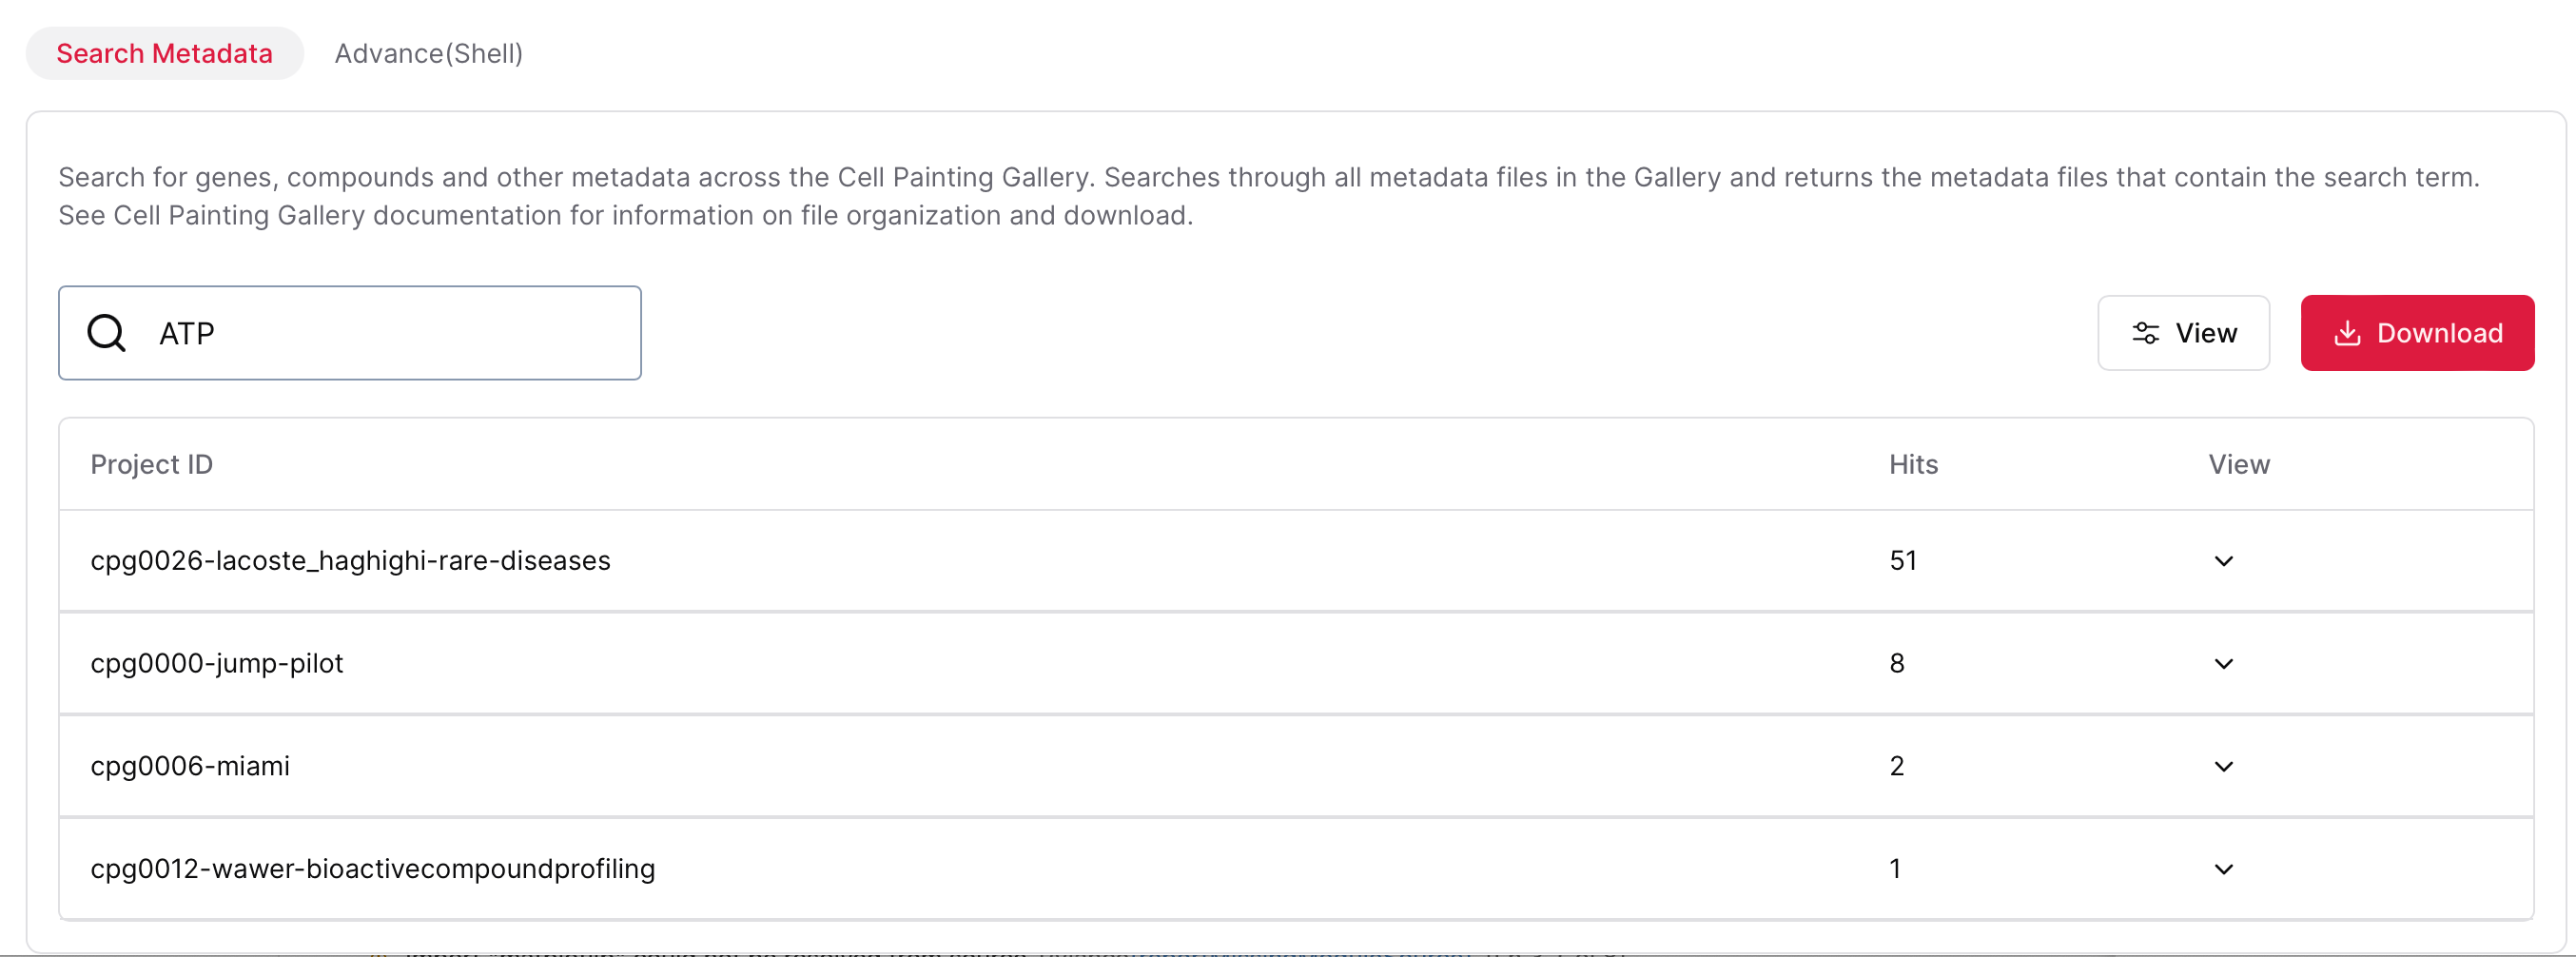 Search Metadata Advance(Shell)
Search for genes, compounds and other metadata across the Cell Painting Gallery. Searches through all metadata files in the Gallery and returns the metadata files that contain the search term.
See Cell Painting Gallery documentation for information on file organization and download.
ATP View Download
Project ID Hits View
cpg0026-lacoste_haghighi-rare-diseases 51
cpg0000-jump-pilot 8
cpg0006-miami 2
cpg0012-wawer-bioactivecompoundprofiling 1